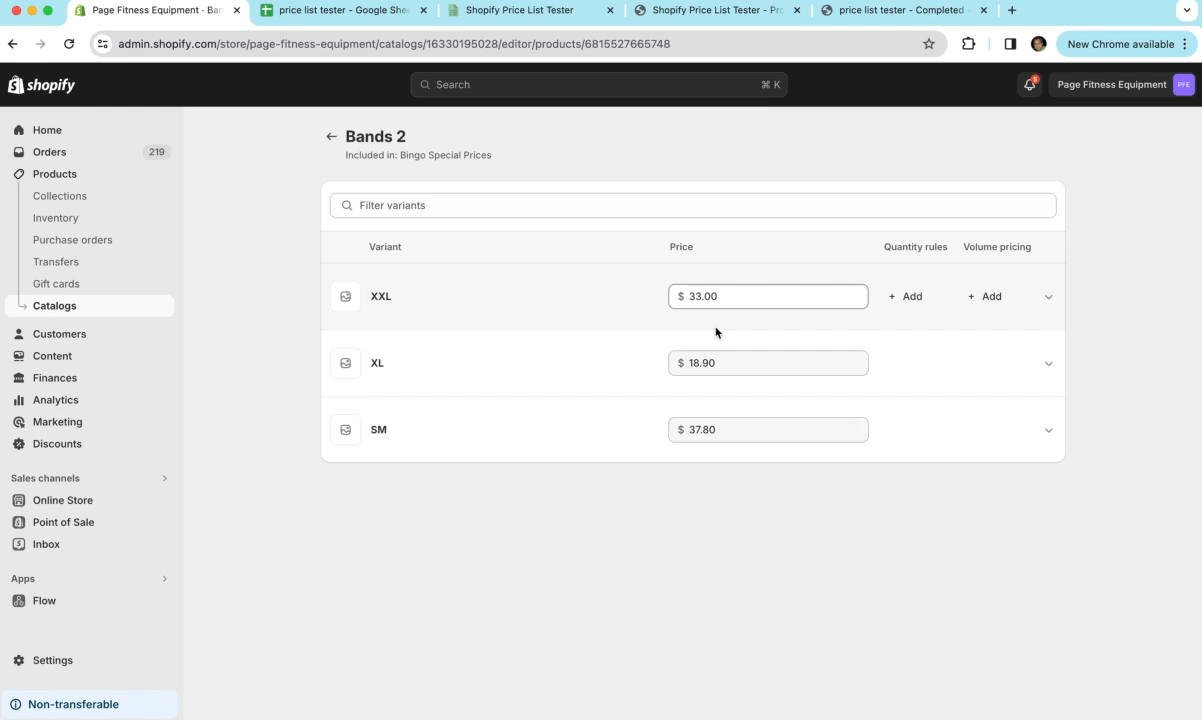 Page Fitness Equipment · Ban
price list tester - Google She
Shopify Price List Tester
Shopify Price List Tester - Pro
price list tester - Completed
admin.shopify.com/store/page-fitness-equipment/catalogs/16330195028/editor/products/6815527665748
New Chrome available
shopify
Search
⌘ K
5
Page Fitness Equipment
PFE
Home
Orders
219
Products
Collections
Inventory
Purchase orders
Transfers
Gift cards
Catalogs
Customers
Content
Finances
Analytics
Marketing
Discounts
Sales channels
Online Store
Point of Sale
Inbox
Apps
Flow
Settings
Non-transferable
Bands 2
Included in: Bingo Special Prices
Filter variants
Variant
Price
Quantity rules
Volume pricing
XXL
$ 33.00
+ Add
+ Add
XL
$ 18.90
SM
$ 37.80